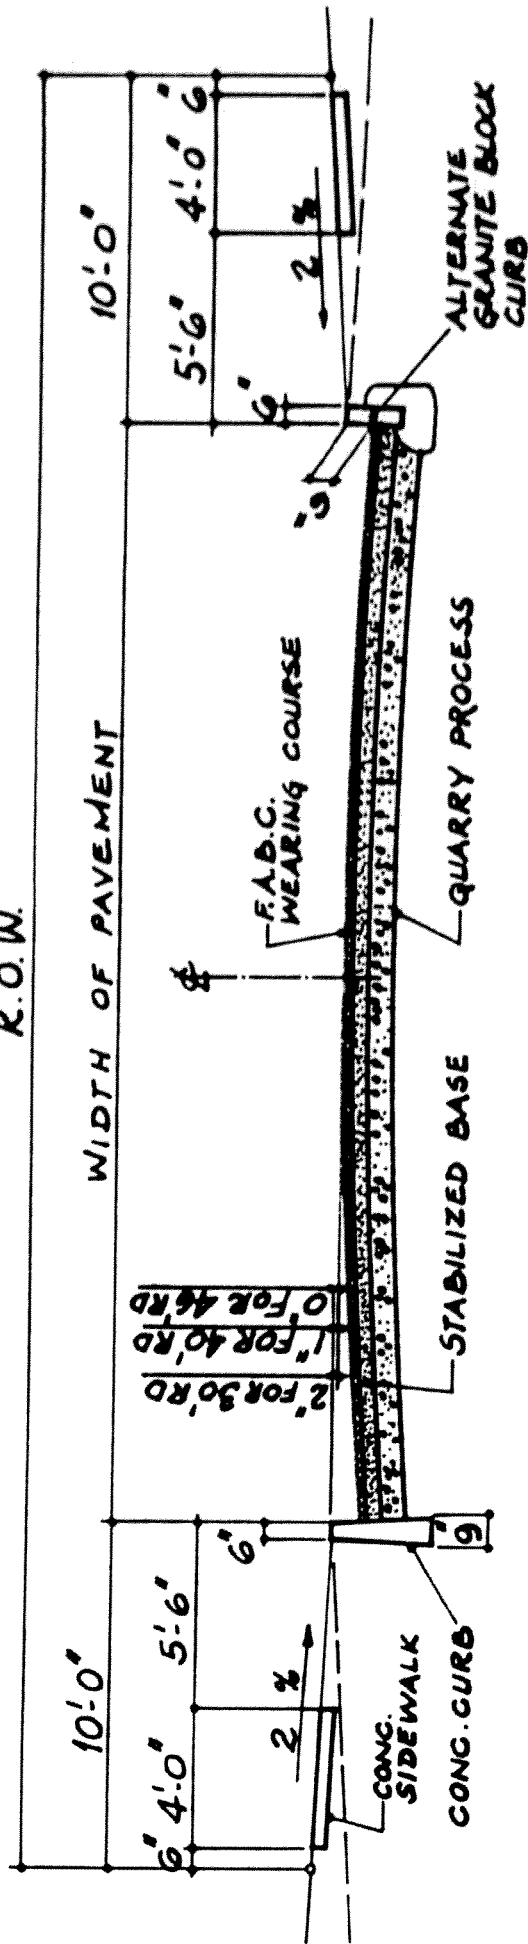 R.O.W.
10'-0"
WIDTH OF PAVEMENT
10'-0"
6"
4'-0"
5'-6"
5'-6"
4'-0"
6"
2" FOR 30' RD
1" FOR 40' RD
0" FOR 46' RD
℄
6"
6"
6"
2 %
2 %
F.A.B.C.
WEARING COURSE
CONC.
SIDEWALK
CONC. CURB
9"
STABILIZED BASE
QUARRY PROCESS
ALTERNATE
GRANITE BLOCK
CURB